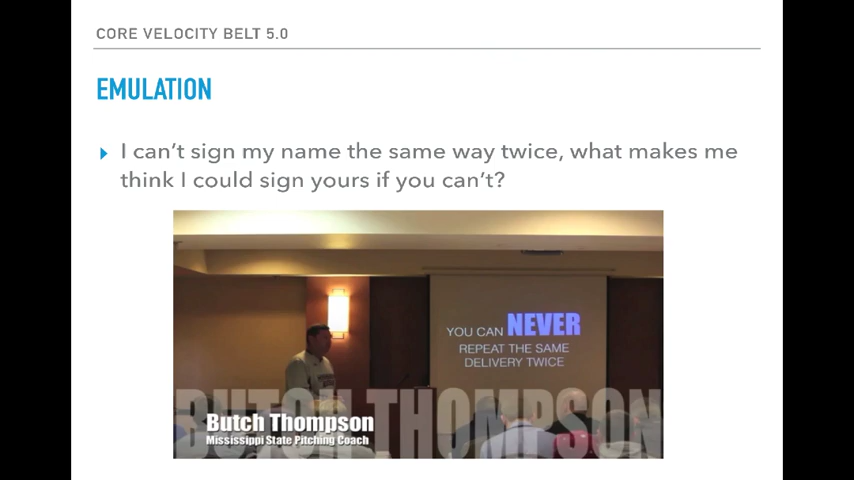 CORE VELOCITY BELT 5.0
EMULATION
I can't sign my name the same way twice, what makes me
think I could sign yours if you can't?
YOU CAN NEVER
REPEAT THE SAME
DELIVERY TWICE
BUTCH THOMPSON
Butch Thompson
Mississippi State Pitching Coach